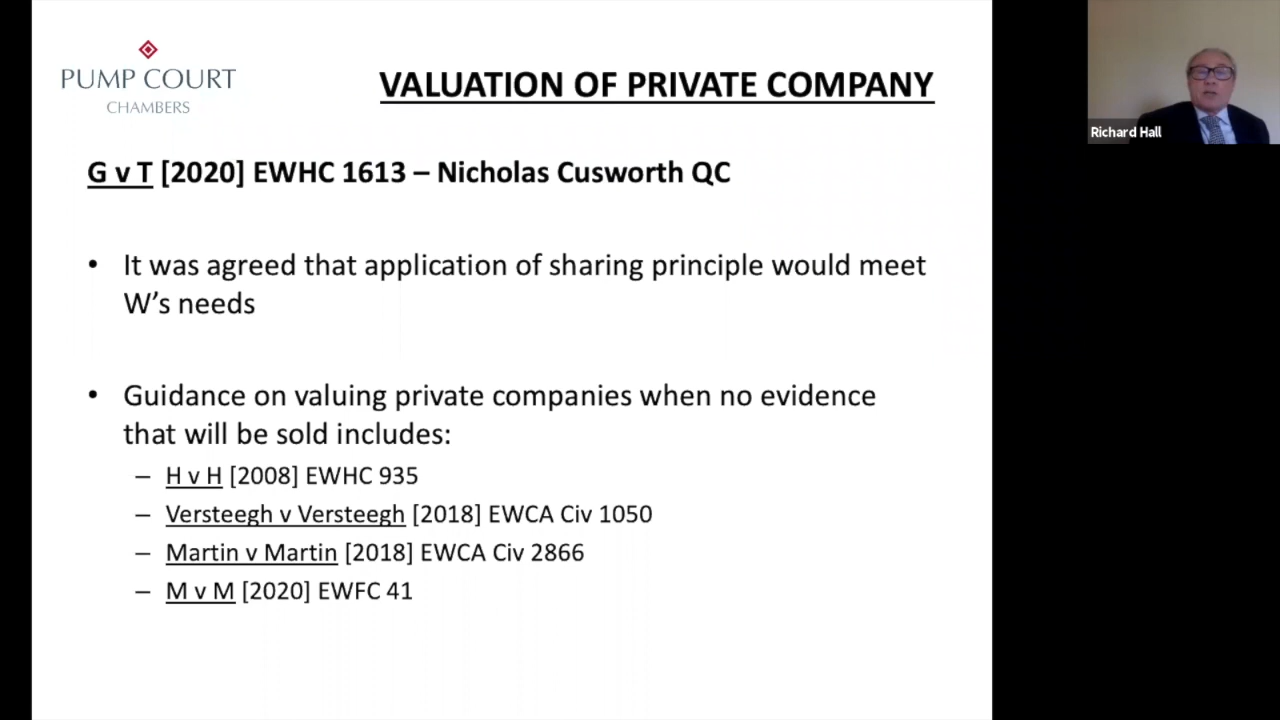 PUMP COURT
CHAMBERS
VALUATION OF PRIVATE COMPANY
Richard Hall
G v T [2020] EWHC 1613 – Nicholas Cusworth QC
• It was agreed that application of sharing principle would meet
W’s needs
• Guidance on valuing private companies when no evidence
that will be sold includes:
– H v H [2008] EWHC 935
– Versteegh v Versteegh [2018] EWCA Civ 1050
– Martin v Martin [2018] EWCA Civ 2866
– M v M [2020] EWFC 41